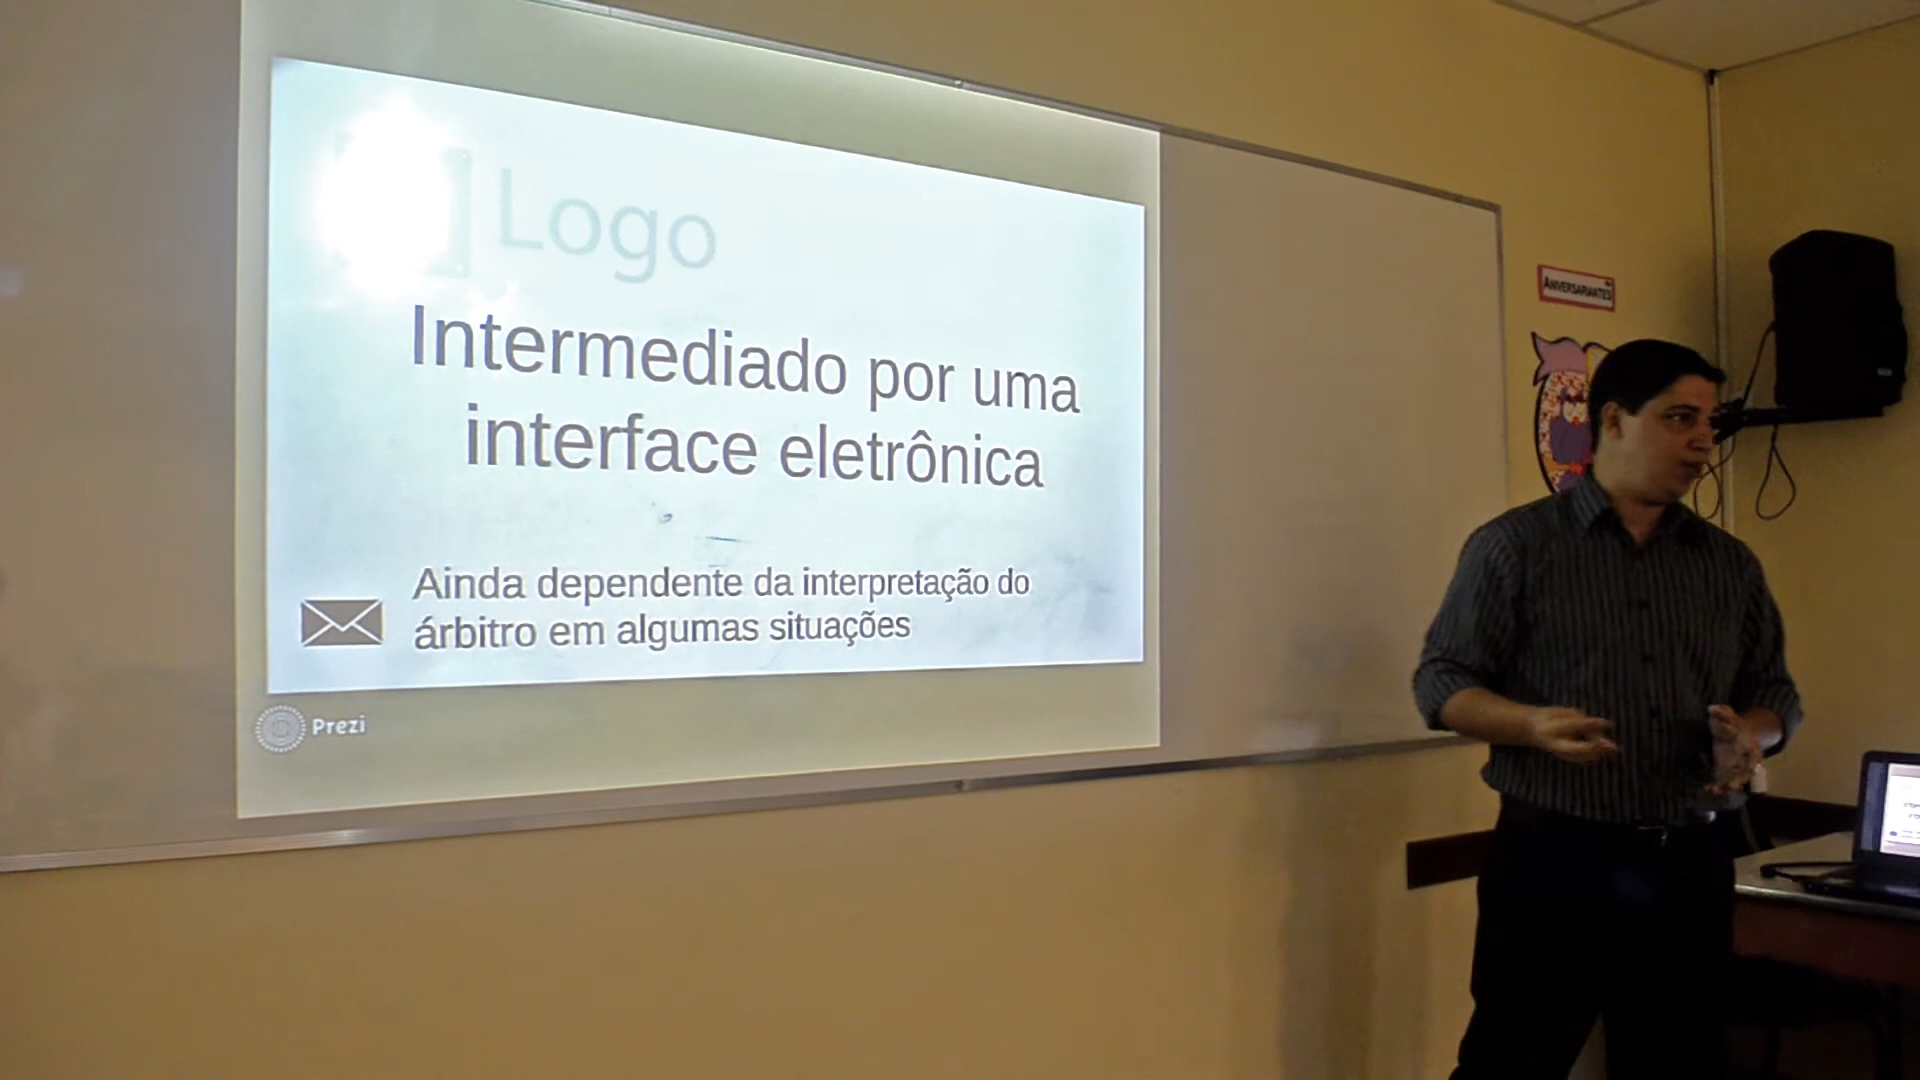 Logo
Intermediado por uma
interface eletrônica
Ainda dependente da interpretação do
árbitro em algumas situações
Prezi
ANIVERSARIANTES